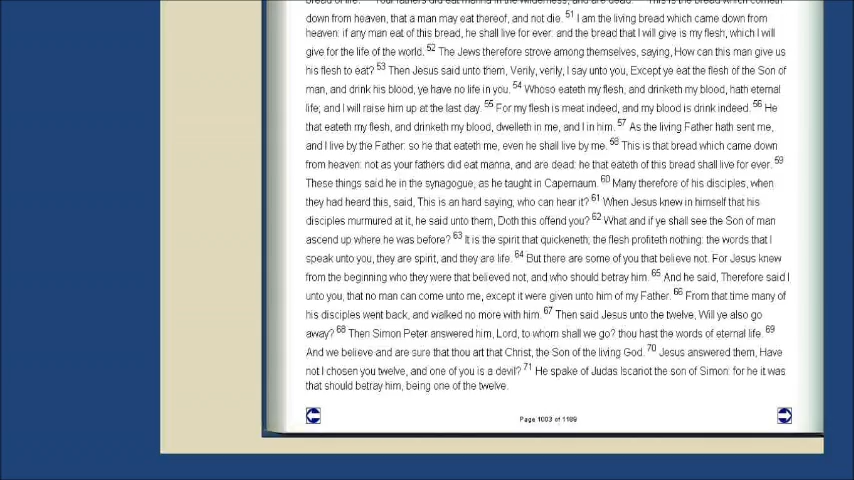 down from heaven, that a man may eat thereof, and not die. 51 I am the living bread which came down from
heaven: if any man eat of this bread, he shall live for ever: and the bread that I will give is my flesh, which I will
give for the life of the world. 52 The Jews therefore strove among themselves, saying, How can this man give us
his flesh to eat? 53 Then Jesus said unto them, Verily, verily, I say unto you, Except ye eat the flesh of the Son of
man, and drink his blood, ye have no life in you. 54 Whoso eateth my flesh, and drinketh my blood, hath eternal
life; and I will raise him up at the last day. 55 For my flesh is meat indeed, and my blood is drink indeed. 56 He
that eateth my flesh, and drinketh my blood, dwelleth in me, and I in him. 57 As the living Father hath sent me,
and I live by the Father: so he that eateth me, even he shall live by me. 58 This is that bread which came down
from heaven: not as your fathers did eat manna, and are dead: he that eateth of this bread shall live for ever. 59
These things said he in the synagogue, as he taught in Capernaum. 60 Many therefore of his disciples, when
they had heard this, said, This is an hard saying; who can hear it? 61 When Jesus knew in himself that his
disciples murmured at it, he said unto them, Doth this offend you? 62 What and if ye shall see the Son of man
ascend up where he was before? 63 It is the spirit that quickeneth; the flesh profiteth nothing: the words that I
speak unto you, they are spirit, and they are life. 64 But there are some of you that believe not. For Jesus knew
from the beginning who they were that believed not, and who should betray him. 65 And he said, Therefore said I
unto you, that no man can come unto me, except it were given unto him of my Father. 66 From that time many of
his disciples went back, and walked no more with him. 67 Then said Jesus unto the twelve, Will ye also go
away? 68 Then Simon Peter answered him, Lord, to whom shall we go? thou hast the words of eternal life. 69
And we believe and are sure that thou art that Christ, the Son of the living God. 70 Jesus answered them, Have
not I chosen you twelve, and one of you is a devil? 71 He spake of Judas Iscariot the son of Simon: for he it was
that should betray him, being one of the twelve.
Page 1003 of 1189